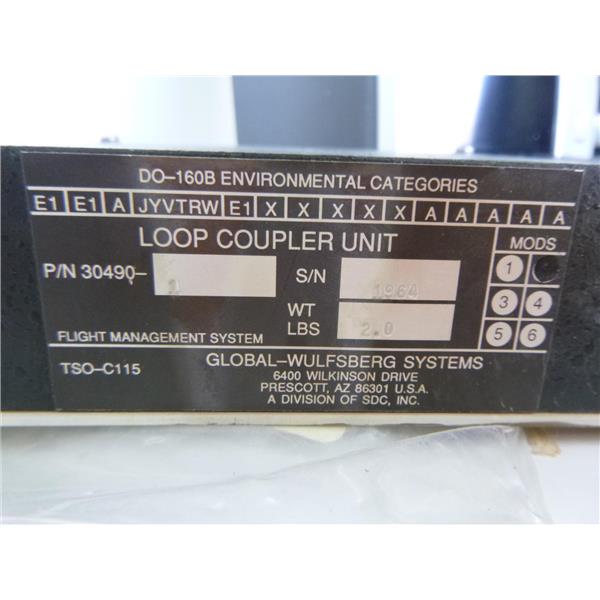 DO-160B ENVIRONMENTAL CATEGORIES
E1 E1 A JYVTRW E1 X X X X X A A A A A
LOOP COUPLER UNIT
MODS
P/N 30490-1
S/N 1964
1
3 4
WT LBS 2.0
5 6
FLIGHT MANAGEMENT SYSTEM
TSO-C115
GLOBAL-WULFSBERG SYSTEMS
6400 WILKINSON DRIVE
PRESCOTT, AZ 86301 U.S.A.
A DIVISION OF SDC, INC.